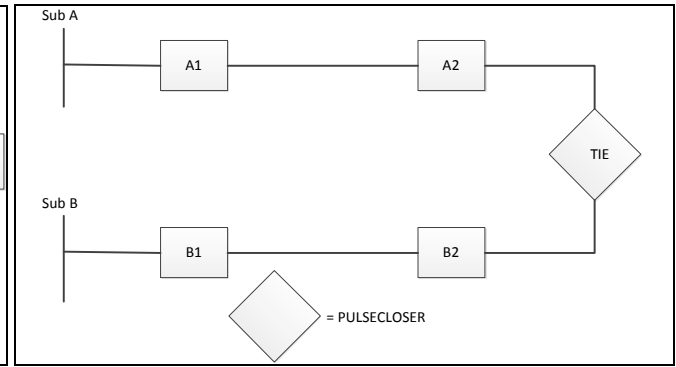 Sub A
A1
A2
TIE
Sub B
B1
B2
= PULSECLOSER